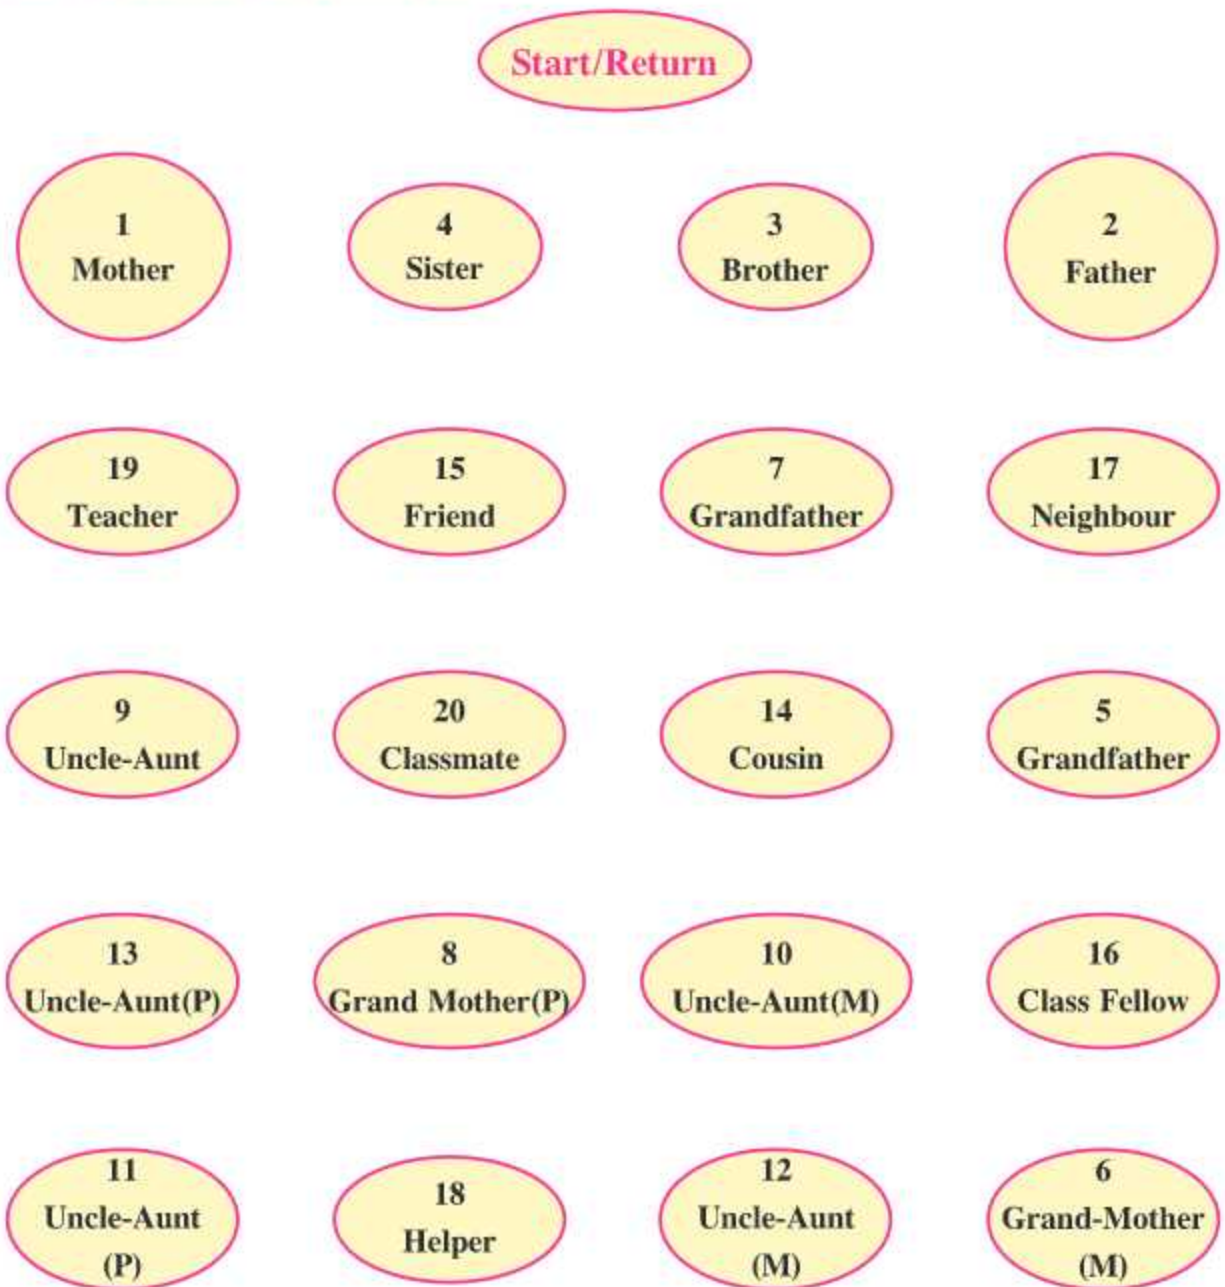 Start/Return
1
Mother
4
Sister
3
Brother
2
Father
19
Teacher
15
Friend
7
Grandfather
17
Neighbour
9
Uncle-Aunt
20
Classmate
14
Cousin
5
Grandfather
13
Uncle-Aunt(P)
8
Grand Mother(P)
10
Uncle-Aunt(M)
16
Class Fellow
11
Uncle-Aunt
(P)
18
Helper
12
Uncle-Aunt
(M)
6
Grand-Mother
(M)